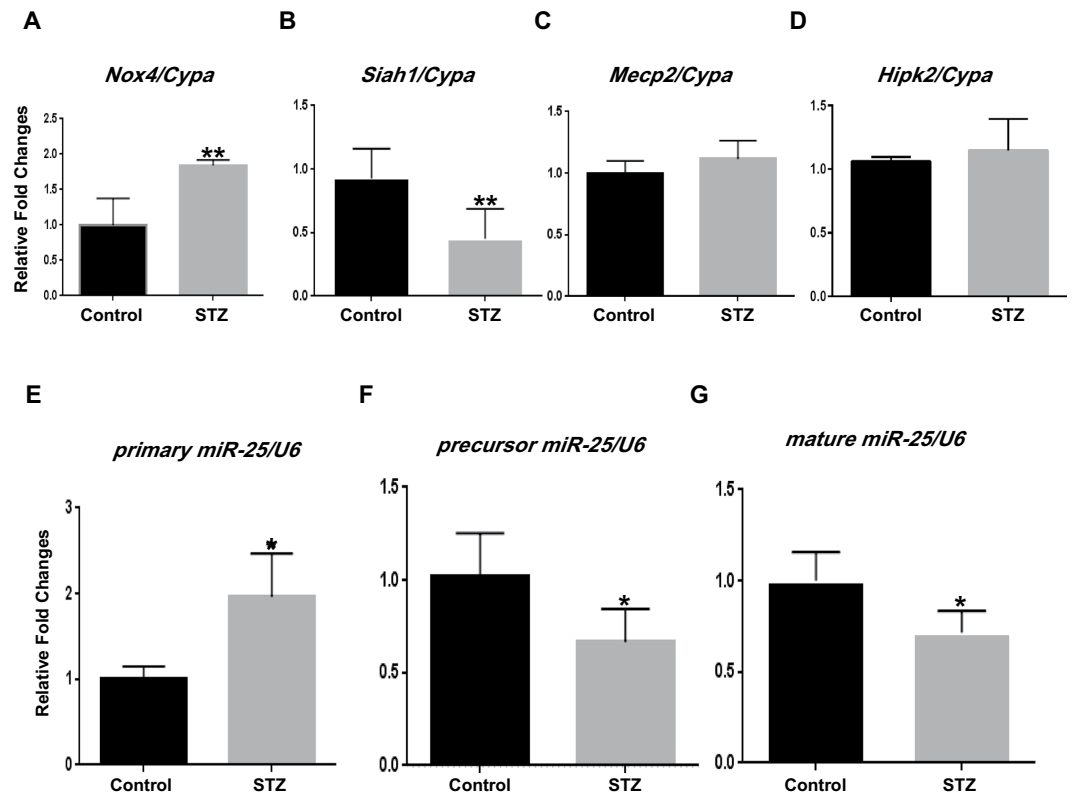 A
B
C
D
Nox4/Cypa
Siah1/Cypa
Mecp2/Cypa
Hipk2/Cypa
Relative Fold Changes
2.5
2.0
1.5
1.0
0.5
0.0
**
Control
STZ
1.5
1.0
0.5
0.0
**
Control
STZ
1.5
1.0
0.5
0.0
Control
STZ
1.5
1.0
0.5
0.0
Control
STZ
E
F
G
primary miR-25/U6
precursor miR-25/U6
mature miR-25/U6
Relative Fold Changes
3
2
1
0
*
Control
STZ
1.5
1.0
0.5
0.0
*
Control
STZ
1.5
1.0
0.5
0.0
*
Control
STZ